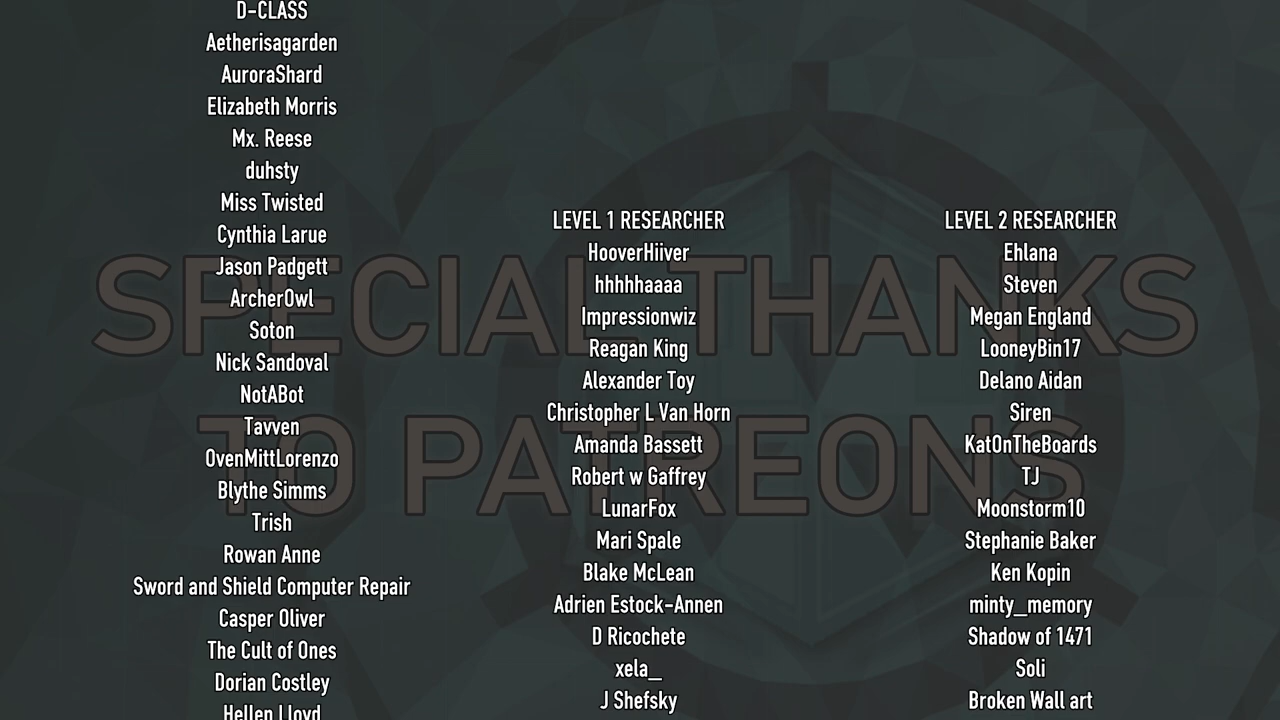 SPECIAL THANKS
TO PATREONS
D-CLASS
Aetherisagarden
AuroraShard
Elizabeth Morris
Mx. Reese
duhsty
Miss Twisted
Cynthia Larue
Jason Padgett
ArcherOwl
Soton
Nick Sandoval
NotABot
Tavven
OvenMittLorenzo
Blythe Simms
Trish
Rowan Anne
Sword and Shield Computer Repair
Casper Oliver
The Cult of Ones
Dorian Costley
Hellen Lloyd
LEVEL 1 RESEARCHER
HooverHiiver
hhhhhaaaa
Impressionwiz
Reagan King
Alexander Toy
Christopher L Van Horn
Amanda Bassett
Robert w Gaffrey
LunarFox
Mari Spale
Blake McLean
Adrien Estock-Annen
D Ricochete
xela_
J Shefsky
LEVEL 2 RESEARCHER
Ehlana
Steven
Megan England
LooneyBin17
Delano Aidan
Siren
KatOnTheBoards
TJ
Moonstorm10
Stephanie Baker
Ken Kopin
minty_memory
Shadow of 1471
Soli
Broken Wall art